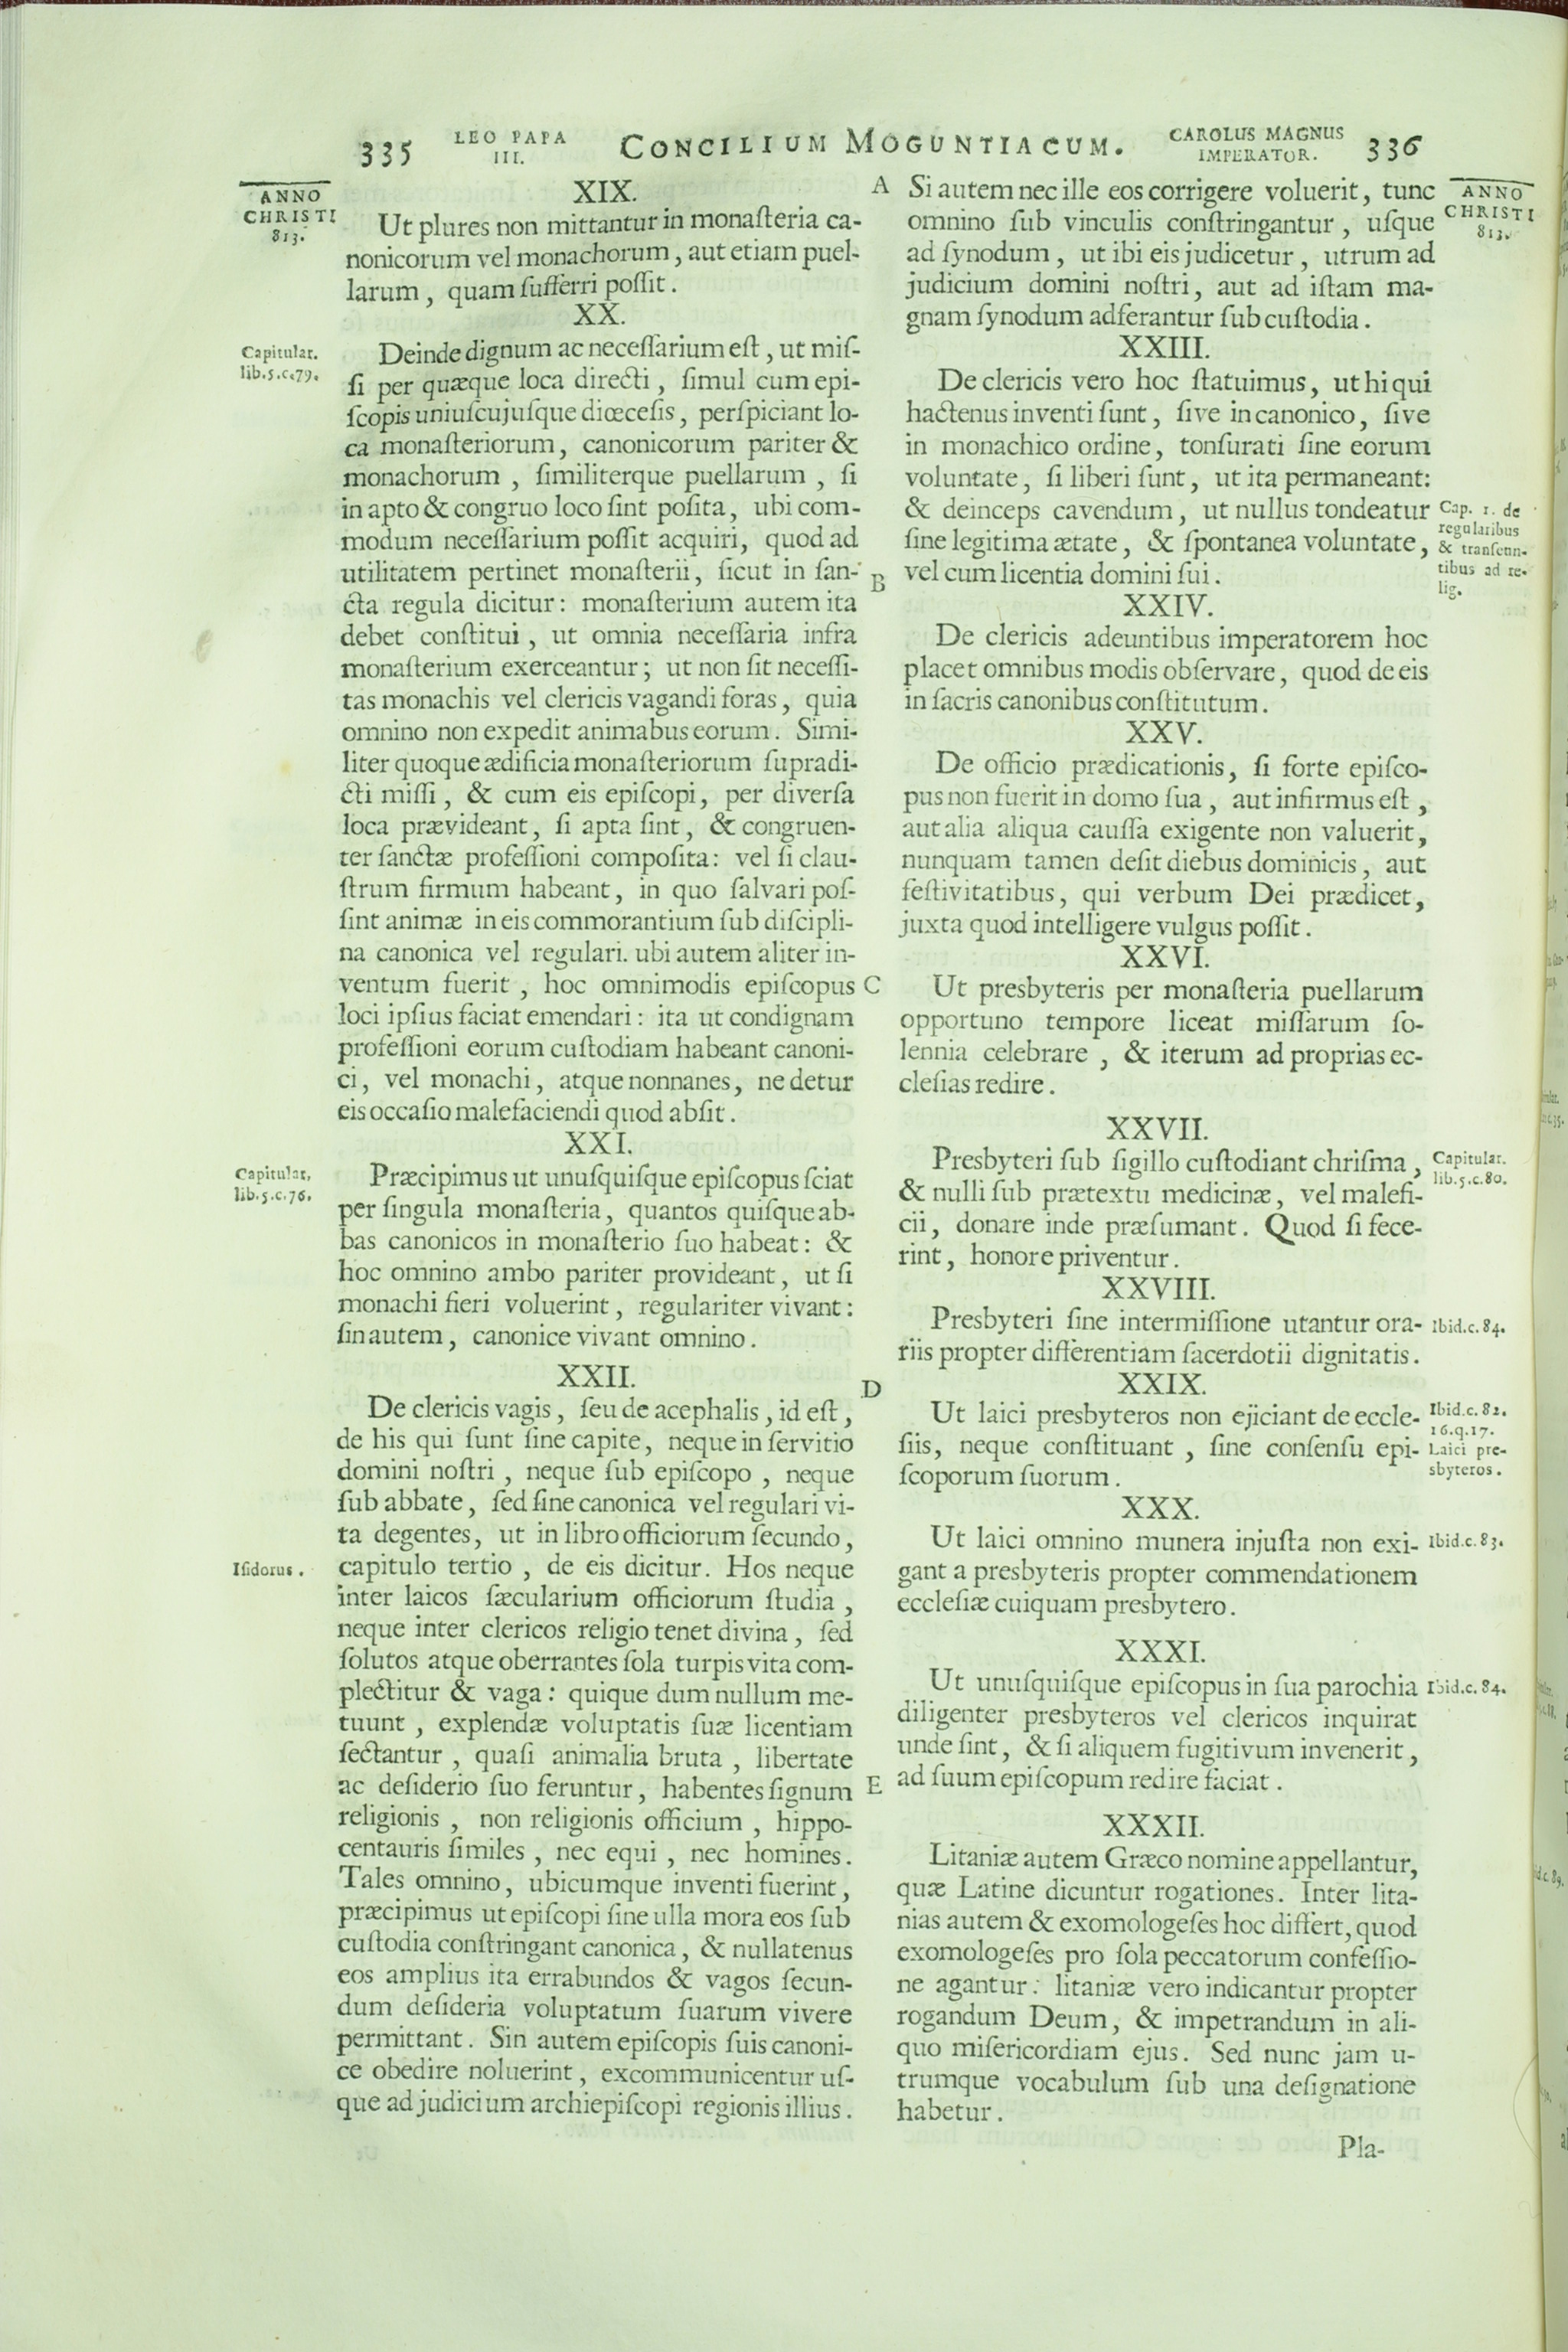 335 LEO PAPA III. CONCILIUM MOGUNTIACUM. CAROLUS MAGNUS IMPERATOR. 336
ANNO
CHRISTI
813.
XIX.
Ut plures non mittantur in monaſteria ca-
nonicorum vel monachorum, aut etiam puel-
larum, quam ſufferri poſſit.
XX.
Capitular.
lib.5.c.79.
Deinde dignum ac neceſſarium eſt, ut miſ-
ſi per quæque loca directi, ſimul cum epi-
ſcopis uniuſcujuſque diœceſis, perſpiciant lo-
ca monaſteriorum, canonicorum pariter &
monachorum, ſimiliterque puellarum, ſi
in apto & congruo loco ſint poſita, ubi com-
modum neceſſarium poſſit acquiri, quod ad
utilitatem pertinet monaſterii, ſicut in ſan-
cta regula dicitur: monaſterium autem ita
debet conſtitui, ut omnia neceſſaria infra
monaſterium exerceantur; ut non ſit neceſſi-
tas monachis vel clericis vagandi foras, quia
omnino non expedit animabus eorum. Simi-
liter quoque ædificia monaſteriorum ſupradi-
cti miſſi, & cum eis epiſcopi, per diverſa
loca prævideant, ſi apta ſint, & congruen-
ter ſanctæ profeſſioni compoſita: vel ſi clau-
ſtrum firmum habeant, in quo ſalvari poſ-
ſint animæ in eis commorantium ſub diſcipli-
na canonica vel regulari. ubi autem aliter in-
ventum fuerit, hoc omnimodis epiſcopus
loci ipſius faciat emendari: ita ut condignam
profeſſioni eorum cuſtodiam habeant canoni-
ci, vel monachi, atque nonnanes, ne detur
eis occaſio malefaciendi quod abſit.
XXI.
Capitular.
lib.5.c.76.
Præcipimus ut unuſquiſque epiſcopus ſciat
per ſingula monaſteria, quantos quiſque ab-
bas canonicos in monaſterio ſuo habeat: &
hoc omnino ambo pariter provideant, ut ſi
monachi fieri voluerint, regulariter vivant:
ſin autem, canonice vivant omnino.
XXII.
De clericis vagis, ſeu de acephalis, id eſt,
de his qui ſunt ſine capite, neque in ſervitio
domini noſtri, neque ſub epiſcopo, neque
ſub abbate, ſed ſine canonica vel regulari vi-
ta degentes, ut in libro officiorum ſecundo,
Iſidorus.
capitulo tertio, de eis dicitur. Hos neque
inter laicos ſæcularium officiorum ſtudia,
neque inter clericos religio tenet divina, ſed
ſolutos atque oberrantes ſola turpis vita com-
plectitur & vaga: quique dum nullum me-
tuunt, explendæ voluptatis ſuæ licentiam
ſectantur, quaſi animalia bruta, libertate
ac deſiderio ſuo feruntur, habentes ſignum
religionis, non religionis officium, hippo-
centauris ſimiles, nec equi, nec homines.
Tales omnino, ubicumque inventi fuerint,
præcipimus ut epiſcopi ſine ulla mora eos ſub
cuſtodia conſtringant canonica, & nullatenus
eos amplius ita errabundos & vagos ſecun-
dum deſideria voluptatum ſuarum vivere
permittant. Sin autem epiſcopis ſuis canoni-
ce obedire noluerint, excommunicentur uſ-
que ad judicium archiepiſcopi regionis illius.
A
B
C
D
E
Si autem nec ille eos corrigere voluerit, tunc
omnino ſub vinculis conſtringantur, uſque
ad ſynodum, ut ibi eis judicetur, utrum ad
judicium domini noſtri, aut ad iſtam ma-
gnam ſynodum adferantur ſub cuſtodia.
ANNO
CHRISTI
813.
XXIII.
De clericis vero hoc ſtatuimus, ut hi qui
hactenus inventi ſunt, ſive in canonico, ſive
in monachico ordine, tonſurati ſine eorum
voluntate, ſi liberi ſunt, ut ita permaneant:
& deinceps cavendum, ut nullus tondeatur
ſine legitima ætate, & ſpontanea voluntate,
vel cum licentia domini ſui.
Cap. 1. de
regularibus
& tranſeun-
tibus ad re-
lig.
XXIV.
De clericis adeuntibus imperatorem hoc
placet omnibus modis obſervare, quod de eis
in ſacris canonibus conſtitutum.
XXV.
De officio prædicationis, ſi forte epiſco-
pus non fuerit in domo ſua, aut infirmus eſt,
aut alia aliqua cauſſa exigente non valuerit,
nunquam tamen deſit diebus dominicis, aut
feſtivitatibus, qui verbum Dei prædicet,
juxta quod intelligere vulgus poſſit.
XXVI.
Ut presbyteris per monaſteria puellarum
opportuno tempore liceat miſſarum ſo-
lennia celebrare, & iterum ad proprias ec-
cleſias redire.
XXVII.
Presbyteri ſub ſigillo cuſtodiant chriſma,
& nulli ſub prætextu medicinæ, vel malefi-
cii, donare inde præſumant. Quod ſi fece-
rint, honore priventur.
Capitular.
lib.5.c.80.
XXVIII.
Presbyteri ſine intermiſſione utantur ora-
riis propter differentiam ſacerdotii dignitatis.
Ibid.c.84.
XXIX.
Ut laici presbyteros non ejiciant de eccle-
ſiis, neque conſtituant, ſine conſenſu epi-
ſcoporum ſuorum.
Ibid.c.82.
16.q.17.
Laici pre-
sbyteros.
XXX.
Ut laici omnino munera injuſta non exi-
gant a presbyteris propter commendationem
eccleſiæ cuiquam presbytero.
Ibid.c.83.
XXXI.
Ut unuſquiſque epiſcopus in ſua parochia
diligenter presbyteros vel clericos inquirat
unde ſint, & ſi aliquem fugitivum invenerit,
ad ſuum epiſcopum redire faciat.
Ibid.c.84.
XXXII.
Litaniæ autem Græco nomine appellantur,
quæ Latine dicuntur rogationes. Inter lita-
nias autem & exomologeſes hoc differt, quod
exomologeſes pro ſola peccatorum confeſſio-
ne agantur: litaniæ vero indicantur propter
rogandum Deum, & impetrandum in ali-
quo miſericordiam ejus. Sed nunc jam u-
trumque vocabulum ſub una deſignatione
habetur.
Pla-